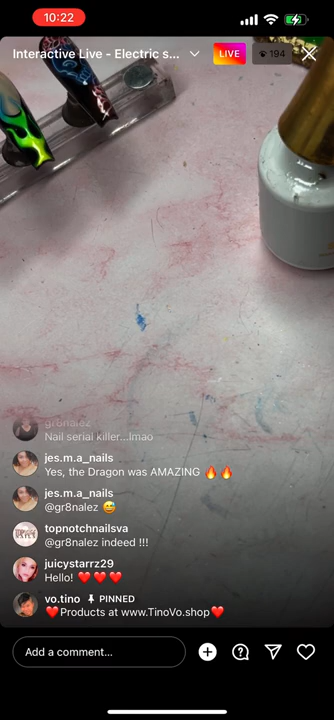 10:22
Interactive Live - Electric s...
LIVE
194
gr8nalez
Nail serial killer...lmao
jes.m.a_nails
Yes, the Dragon was AMAZING 🔥🔥
jes.m.a_nails
@gr8nalez 😅
topnotchnailsva
@gr8nalez indeed !!!
juicystarrz29
Hello! ❤️❤️❤️
vo.tino 📌 PINNED
❤️Products at www.TinoVo.shop❤️
Add a comment...